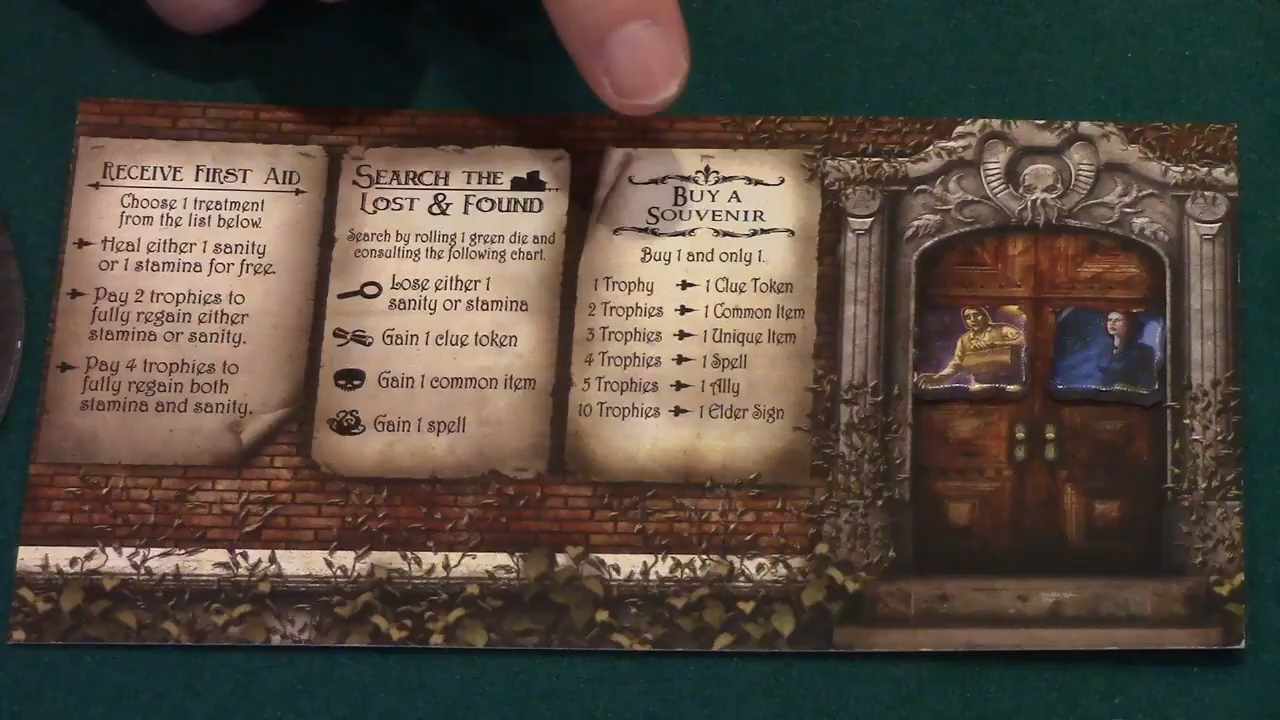 RECEIVE FIRST AID
Choose 1 treatment
from the list below.
Heal either 1 sanity
or 1 stamina for free.
Pay 2 trophies to
fully regain either
stamina or sanity.
Pay 4 trophies to
fully regain both
stamina and sanity.
SEARCH THE
LOST & FOUND
Search by rolling 1 green die and
consulting the following chart.
Lose either 1
sanity or stamina
Gain 1 clue token
Gain 1 common item
Gain 1 spell
BUY A
SOUVENIR
Buy 1 and only 1.
1 Trophy 1 Clue Token
2 Trophies 1 Common Item
3 Trophies 1 Unique Item
4 Trophies 1 Spell
5 Trophies 1 Ally
10 Trophies 1 Elder Sign